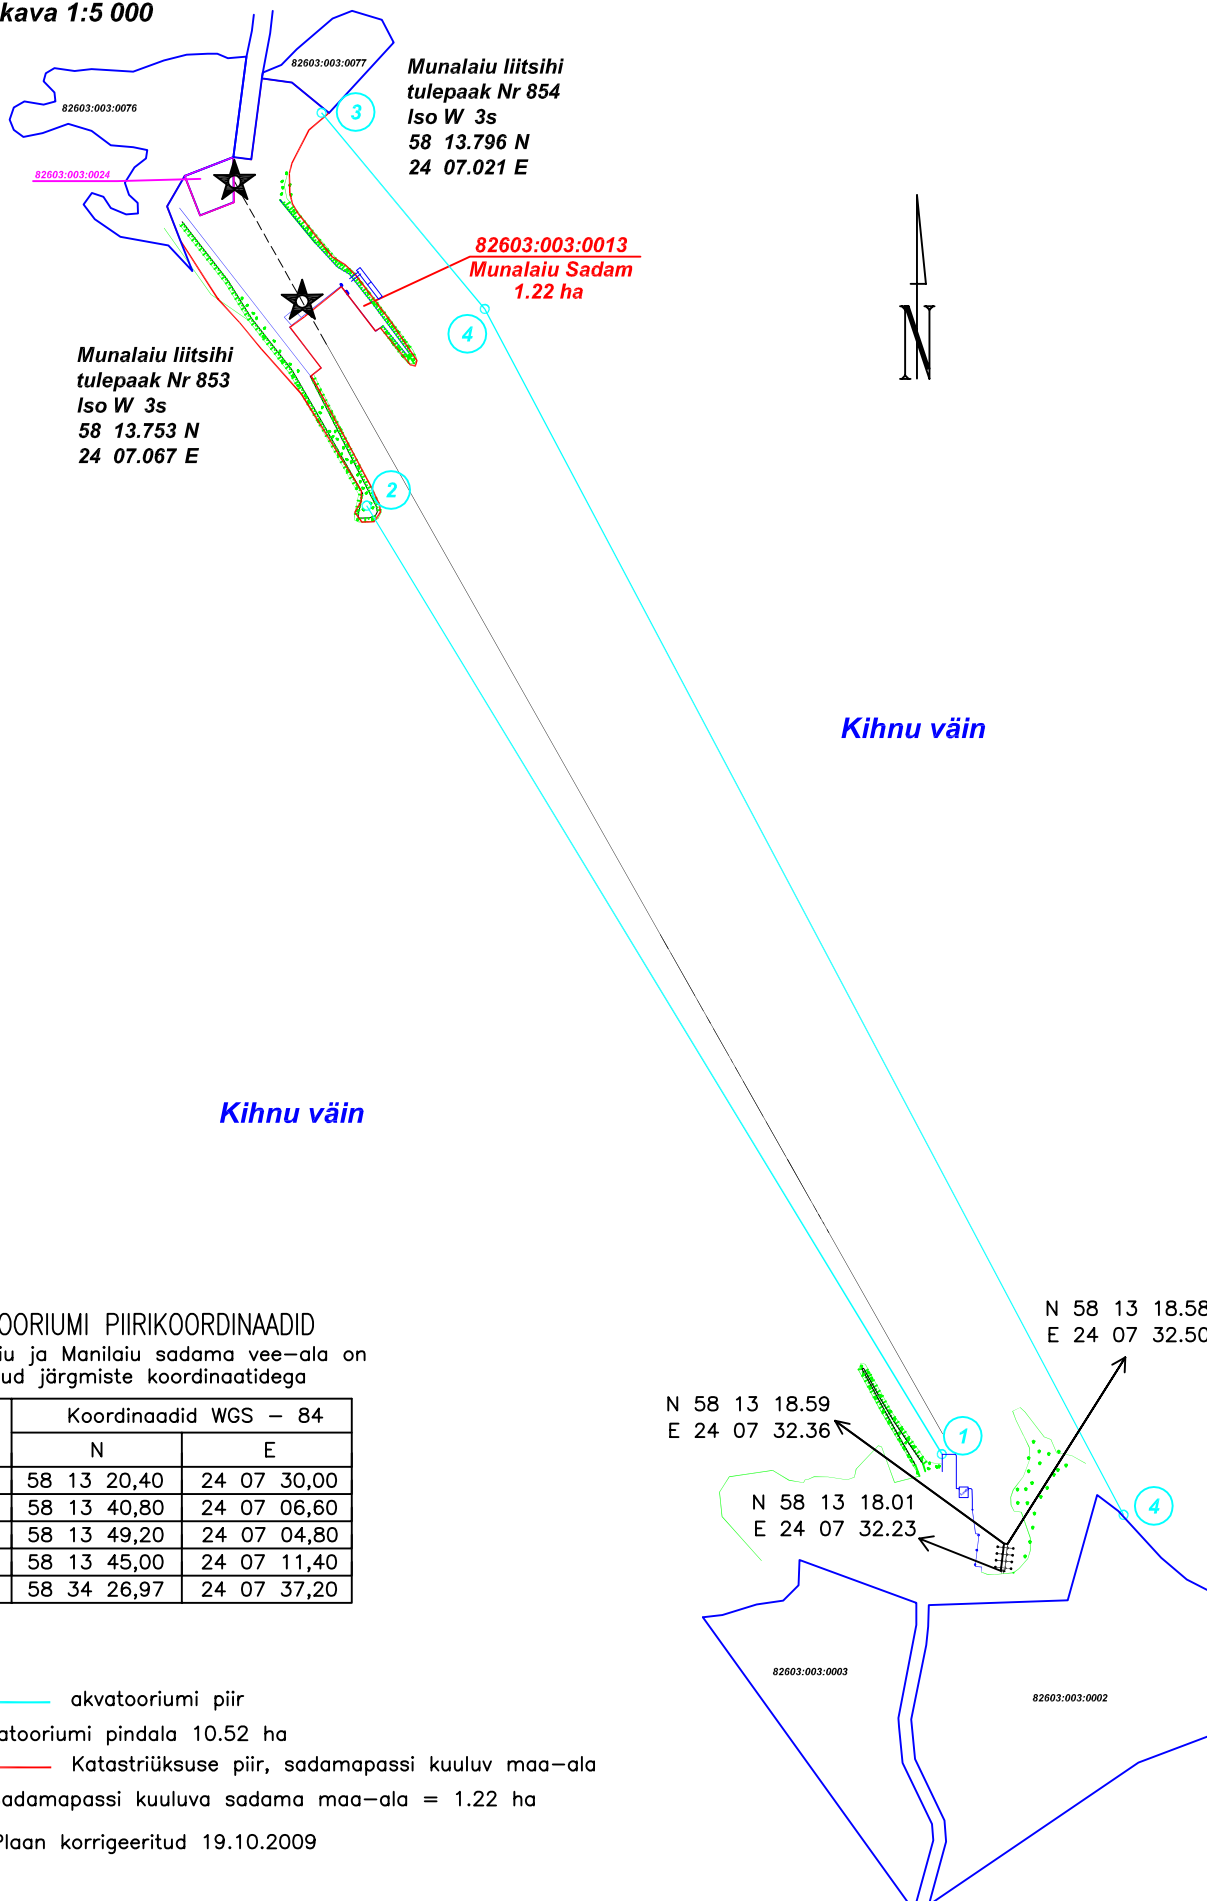 kava 1:5 000
82603:003:0077
82603:003:0076
82603:003:0024
Munalaiu liitsihi
tulepaak Nr 854
Iso W 3s
58 13.796 N
24 07.021 E
3
82603:003:0013
Munalaiu Sadam
1.22 ha
4
N
Munalaiu liitsihi
tulepaak Nr 853
Iso W 3s
58 13.753 N
24 07.067 E
2
Kihnu väin
Kihnu väin
N 58 13 18.58
E 24 07 32.50
N 58 13 18.59
E 24 07 32.36
1
N 58 13 18.01
E 24 07 32.23
4
OORIUMI PIIRIKOORDINAADID
iu ja Manilaiu sadama vee-ala on
ud järgmiste koordinaatidega
Koordinaadid WGS - 84
N E
58 13 20,40 24 07 30,00
58 13 40,80 24 07 06,60
58 13 49,20 24 07 04,80
58 13 45,00 24 07 11,40
58 34 26,97 24 07 37,20
82603:003:0003
82603:003:0002
akvatooriumi piir
atooriumi pindala 10.52 ha
Katastriüksuse piir, sadamapassi kuuluv maa-ala
adamapassi kuuluva sadama maa-ala = 1.22 ha
Plaan korrigeeritud 19.10.2009